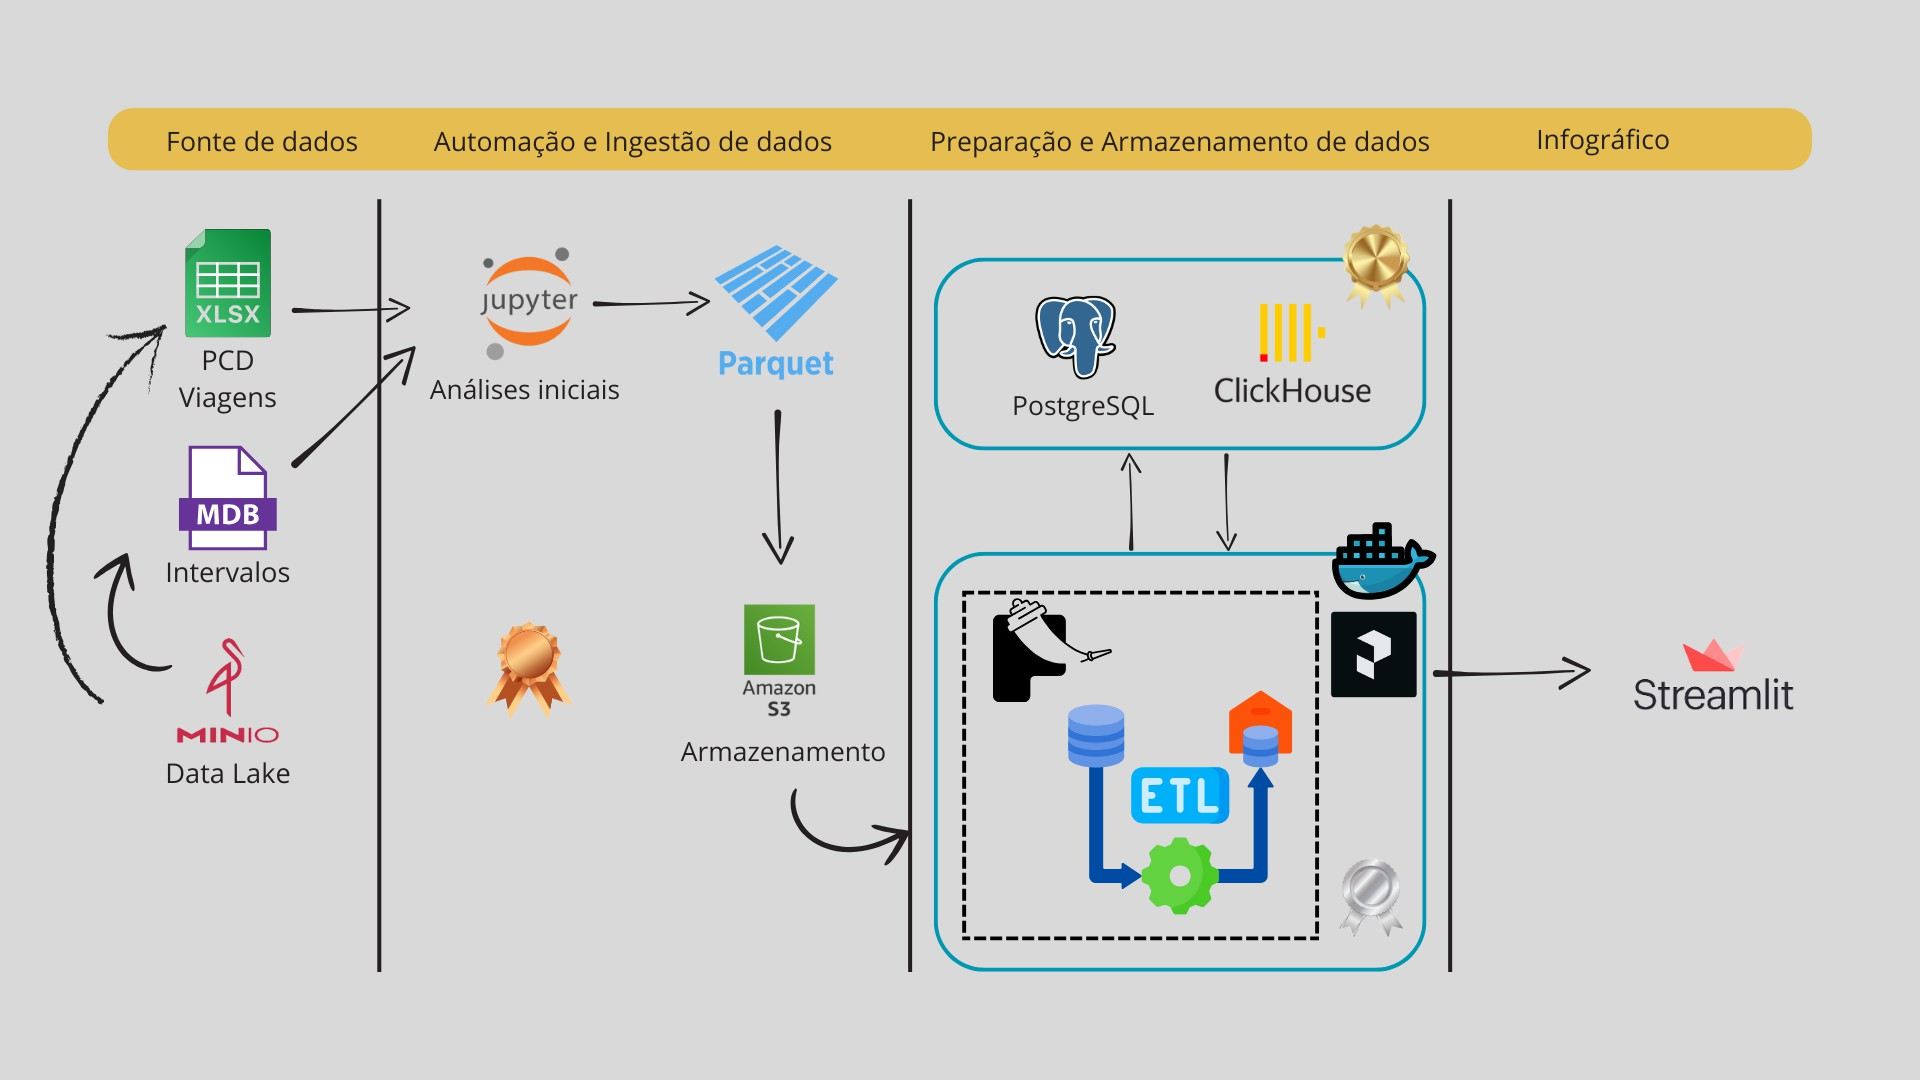 Fonte de dados
Automação e Ingestão de dados
Preparação e Armazenamento de dados
Infográfico
XLSX
PCD
Viagens
MDB
Intervalos
MINIO
Data Lake
jupyter
Análises iniciais
Parquet
Amazon
S3
Armazenamento
PostgreSQL
ClickHouse
ETL
Streamlit